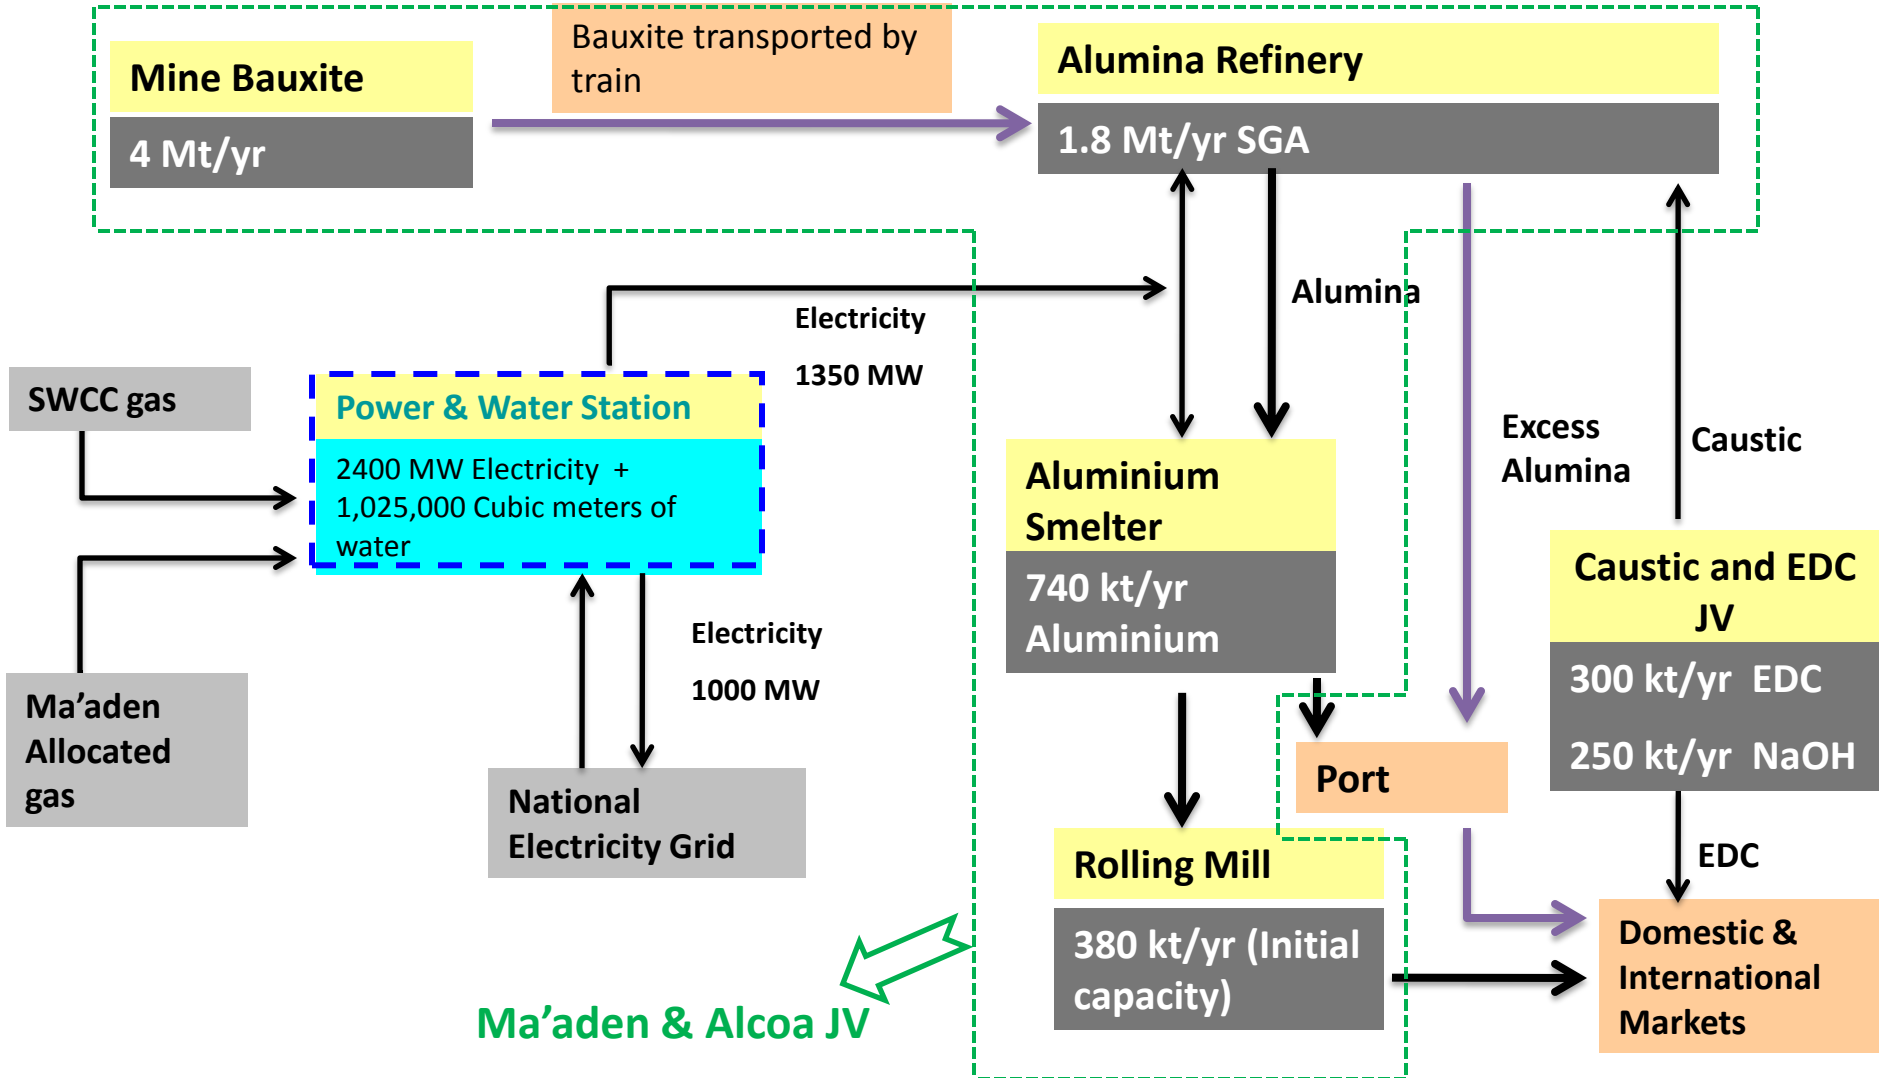 Mine Bauxite
4 Mt/yr
Bauxite transported by
train
Alumina Refinery
1.8 Mt/yr SGA
Electricity
1350 MW
Alumina
SWCC gas
Power & Water Station
2400 MW Electricity +
1,025,000 Cubic meters of
water
Ma’aden
Allocated
gas
Electricity
1000 MW
National
Electricity Grid
Aluminium
Smelter
740 kt/yr
Aluminium
Excess
Alumina
Caustic
Caustic and EDC
JV
300 kt/yr EDC
250 kt/yr NaOH
Port
EDC
Rolling Mill
380 kt/yr (Initial
capacity)
Domestic &
International
Markets
Ma’aden & Alcoa JV